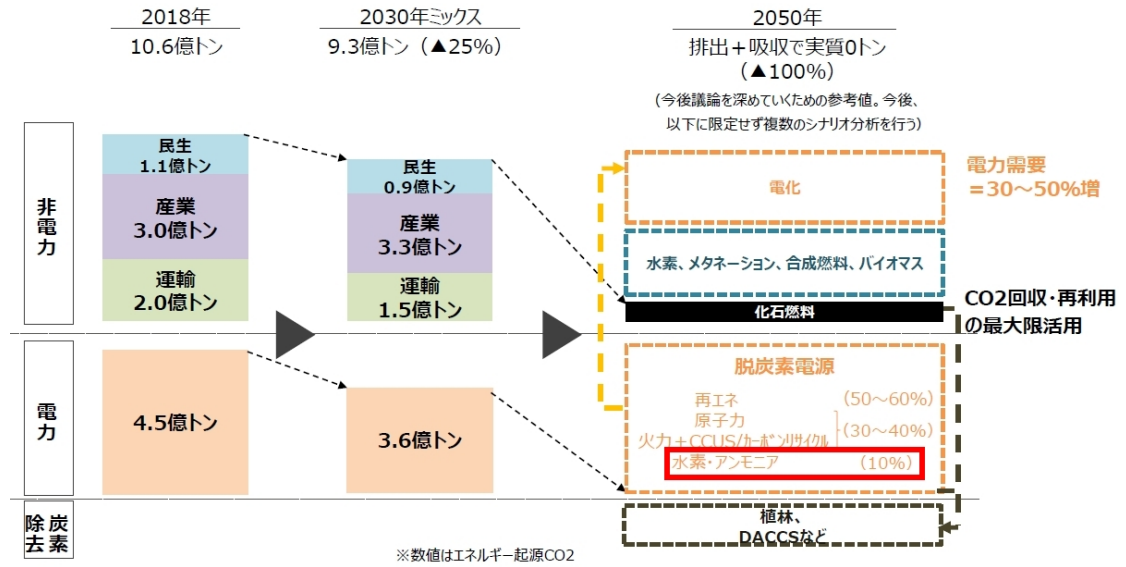 2018年
10.6億トン
2030年ミックス
9.3億トン（▲25%）
2050年
排出＋吸収で実質0トン
（▲100%）
（今後議論を深めていくための参考値。今後、
以下に限定せず複数のシナリオ分析を行う）
非電力
民生
1.1億トン
産業
3.0億トン
運輸
2.0億トン
民生
0.9億トン
産業
3.3億トン
運輸
1.5億トン
電化
電力需要
＝30～50%増
水素、メタネーション、合成燃料、バイオマス
化石燃料
CO2回収・再利用
の最大限活用
電力
4.5億トン
3.6億トン
脱炭素電源
再エネ （50～60%）
原子力
火力＋CCUS/カーボンリサイクル （30～40%）
水素・アンモニア （10%）
炭素除去
植林、
DACCSなど
※数値はエネルギー起源CO2